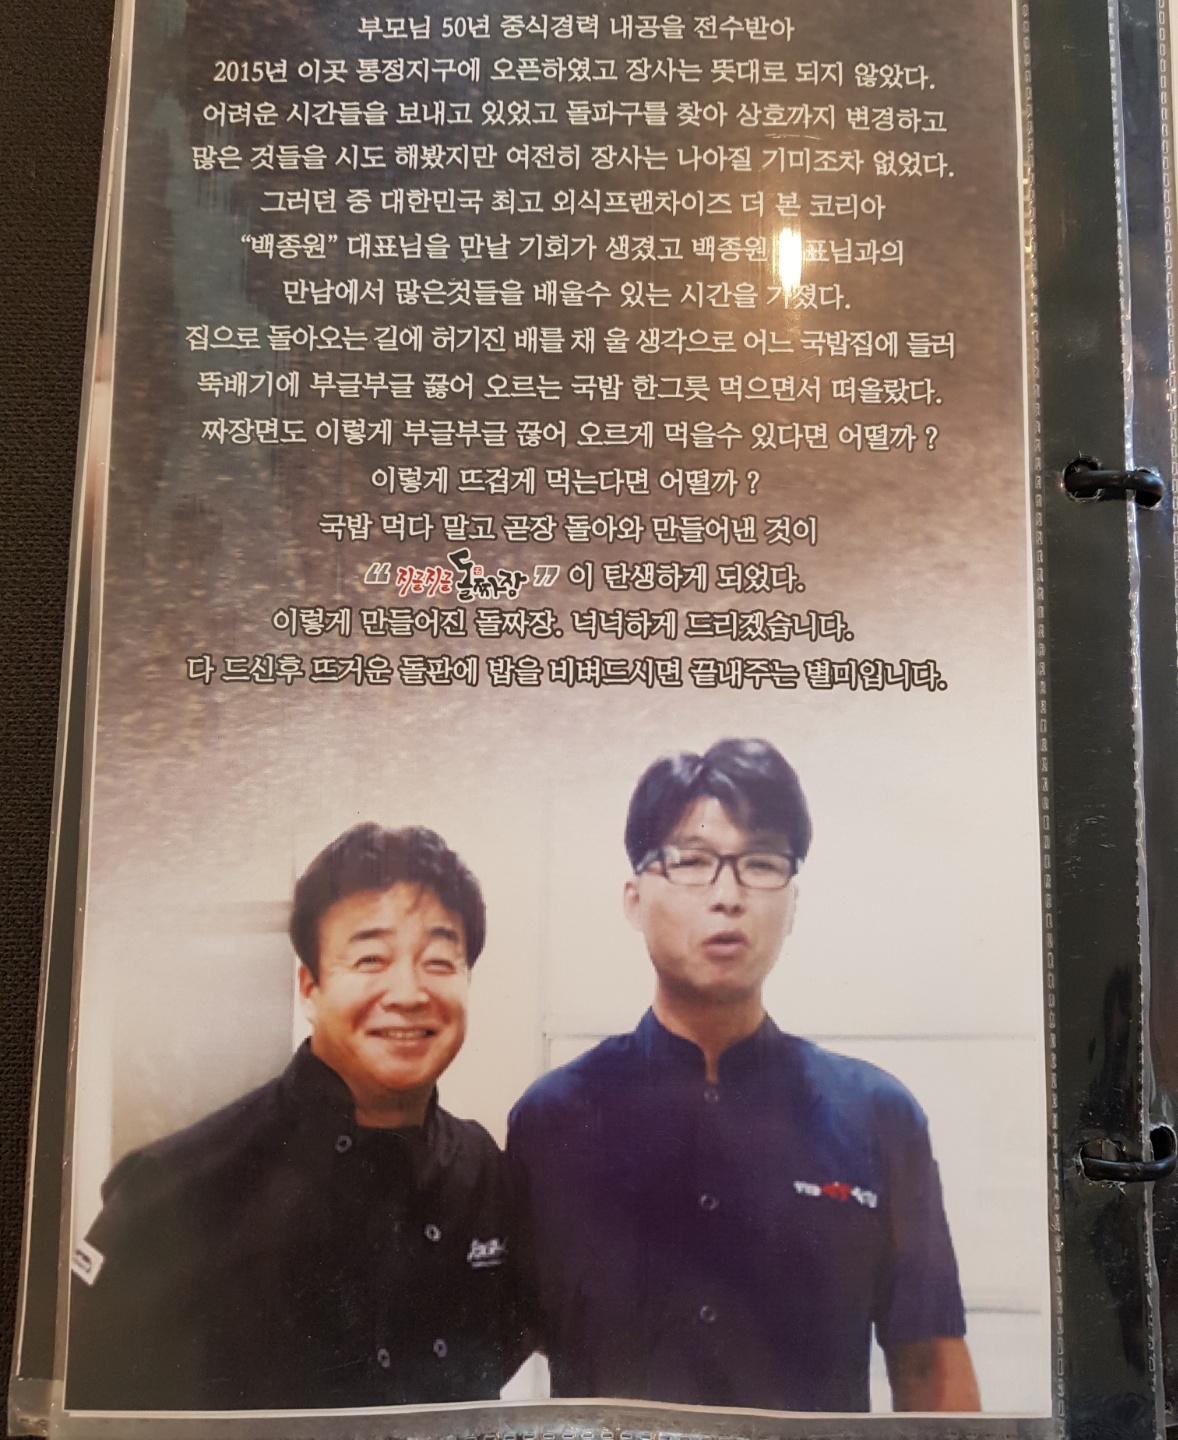 부모님 50년 중식경력 내공을 전수받아
2015년 이곳 통정지구에 오픈하였고 장사는 뜻대로 되지 않았다.
어려운 시간들을 보내고 있었고 돌파구를 찾아 상호까지 변경하고
많은 것들을 시도 해봤지만 여전히 장사는 나아질 기미조차 없었다.
그러던 중 대한민국 최고 외식프랜차이즈 더 본 코리아
“백종원” 대표님을 만날 기회가 생겼고 백종원 대표님과의
만남에서 많은것들을 배울수 있는 시간을 가졌다.
집으로 돌아오는 길에 허기진 배를 채 울 생각으로 어느 국밥집에 들러
뚝배기에 부글부글 끓어 오르는 국밥 한그릇 먹으면서 떠올랐다.
짜장면도 이렇게 부글부글 끊어 오르게 먹을수 있다면 어떨까 ?
이렇게 뜨겁게 먹는다면 어떨까 ?
국밥 먹다 말고 곧장 돌아와 만들어낸 것이
“ 지글지글 돌짜장 ” 이 탄생하게 되었다.
이렇게 만들어진 돌짜장. 넉넉하게 드리겠습니다.
다 드신후 뜨거운 돌판에 밥을 비벼드시면 끝내주는 별미입니다.